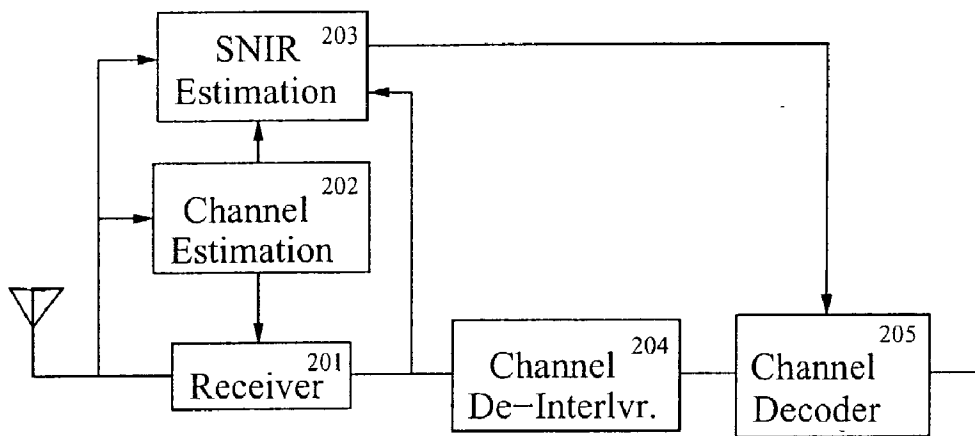 SNIR 203
Estimation
Channel 202
Estimation
Receiver 201
Channel 204
De-Interlvr.
Channel 205
Decoder